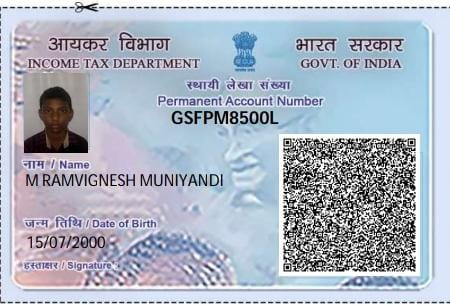 आयकर विभाग
INCOME TAX DEPARTMENT
भारत सरकार
GOVT. OF INDIA
स्थायी लेखा संख्या
Permanent Account Number
GSFPM8500L
नाम / Name
M RAMVIGNESH MUNIYANDI
जन्म तिथि / Date of Birth
15/07/2000
हस्ताक्षर / Signature :